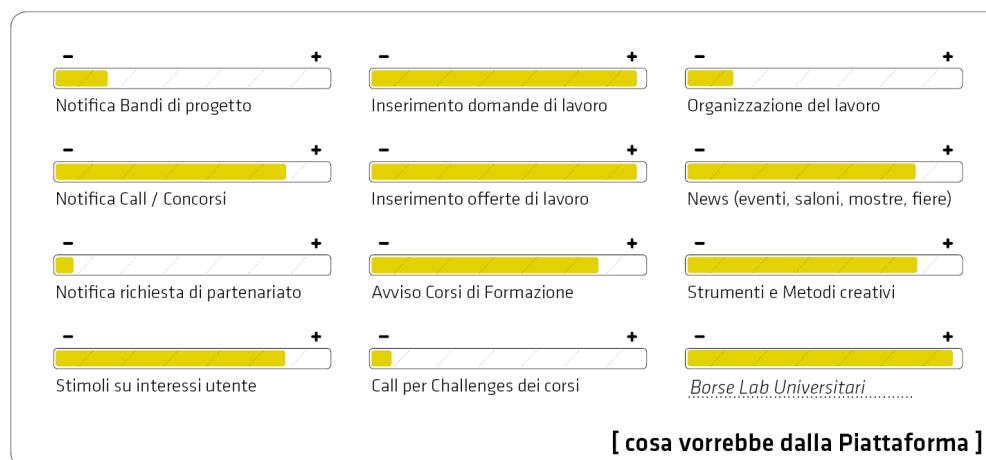 - +
Notifica Bandi di progetto
- +
Inserimento domande di lavoro
- +
Organizzazione del lavoro
- +
Notifica Call / Concorsi
- +
Inserimento offerte di lavoro
- +
News (eventi, saloni, mostre, fiere)
- +
Notifica richiesta di partenariato
- +
Avviso Corsi di Formazione
- +
Strumenti e Metodi creativi
- +
Stimoli su interessi utente
- +
Call per Challenges dei corsi
- +
Borse Lab Universitari
[ cosa vorrebbe dalla Piattaforma ]